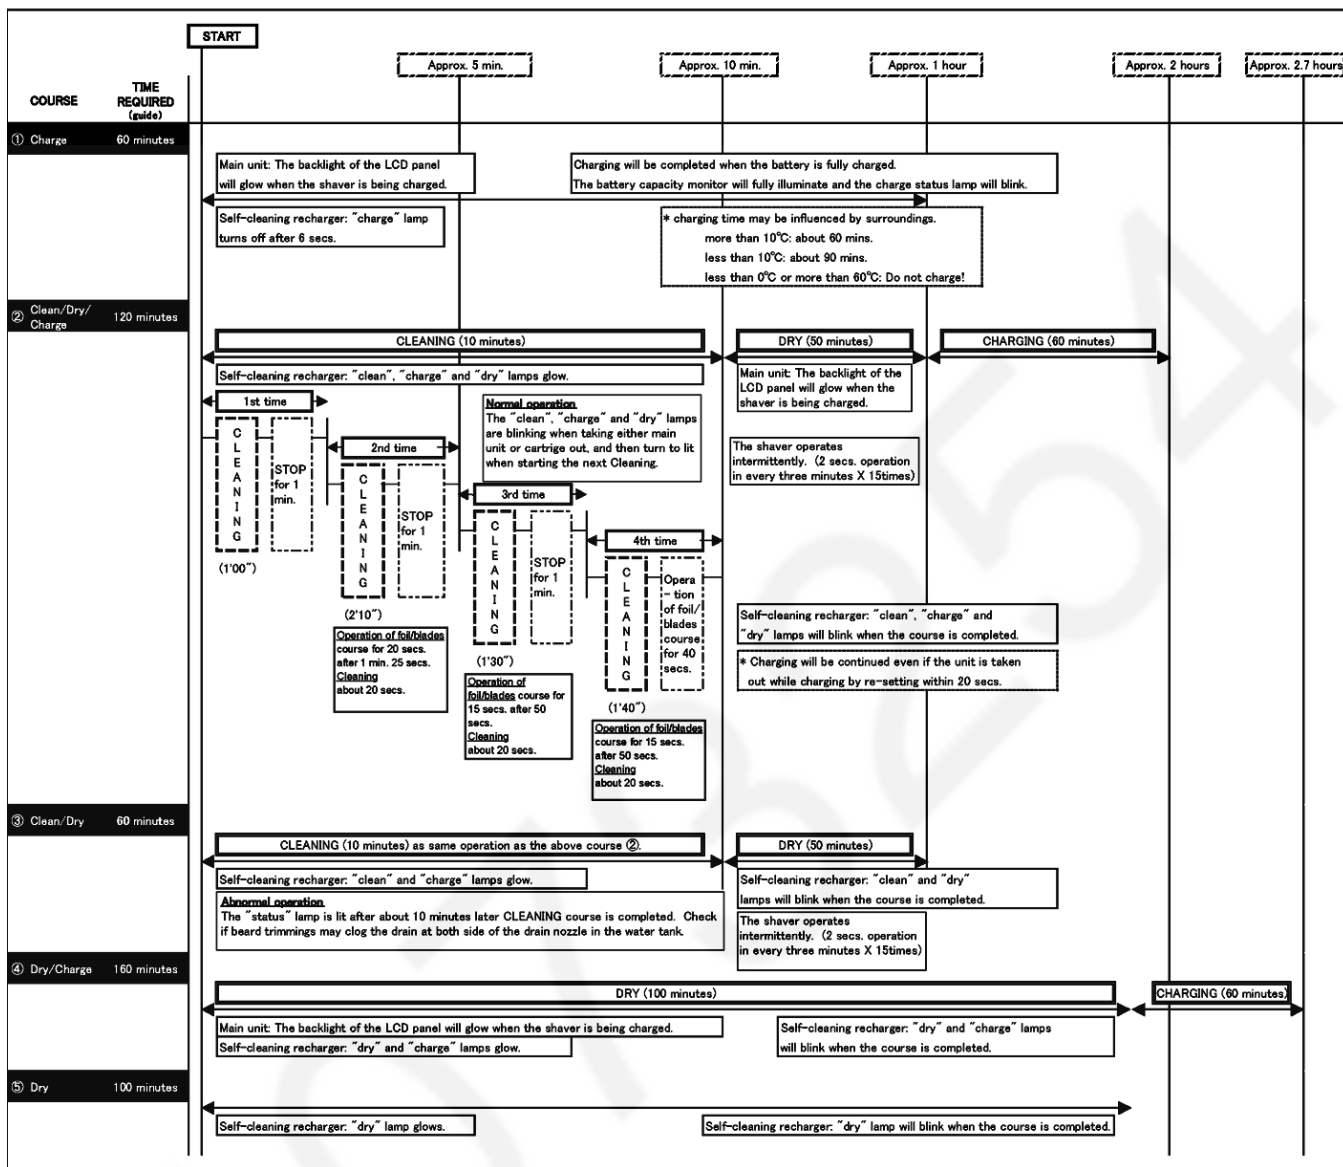 START
Approx. 5 min.
Approx. 10 min.
Approx. 1 hour
Approx. 2 hours
Approx. 2.7 hours
COURSE
TIME
REQUIRED
(guide)
① Charge
60 minutes
Main unit: The backlight of the LCD panel
will glow when the shaver is being charged.
Charging will be completed when the battery is fully charged.
The battery capacity monitor will fully illuminate and the charge status lamp will blink.
Self-cleaning recharger: "charge" lamp
turns off after 6 secs.
* charging time may be influenced by surroundings.
more than 10°C: about 60 mins.
less than 10°C: about 90 mins.
less than 0°C or more than 60°C: Do not charge!
② Clean/Dry/
Charge
120 minutes
CLEANING (10 minutes)
DRY (50 minutes)
CHARGING (60 minutes)
Self-cleaning recharger: "clean", "charge" and "dry" lamps glow.
Main unit: The backlight of the
LCD panel will glow when the
shaver is being charged.
1st time
CLEANING
STOP
for 1
min.
(1'00")
2nd time
CLEANING
STOP
for 1
min.
(2'10")
Operation of foil/blades
course for 20 secs.
after 1 min. 25 secs.
Cleaning
about 20 secs.
Normal operation
The "clean", "charge" and "dry" lamps
are blinking when taking either main
unit or cartrige out, and then turn to lit
when starting the next Cleaning.
3rd time
CLEANING
STOP
for 1
min.
(1'30")
Operation of
foil/blades course for
15 secs. after 50
secs.
Cleaning
about 20 secs.
4th time
CLEANING
Opera
- tion
of foil/
blades
course
for 40
secs.
(1'40")
Operation of foil/blades
course for 15 secs.
after 50 secs.
Cleaning
about 20 secs.
The shaver operates
intermittently. (2 secs. operation
in every three minutes X 15times)
Self-cleaning recharger: "clean", "charge" and
"dry" lamps will blink when the course is completed.
* Charging will be continued even if the unit is taken
out while charging by re-setting within 20 secs.
③ Clean/Dry
60 minutes
CLEANING (10 minutes) as same operation as the above course ②.
DRY (50 minutes)
Self-cleaning recharger: "clean" and "charge" lamps glow.
Self-cleaning recharger: "clean" and "dry"
lamps will blink when the course is completed.
Abnormal operation
The "status" lamp is lit after about 10 minutes later CLEANING course is completed. Check
if beard trimmings may clog the drain at both side of the drain nozzle in the water tank.
The shaver operates
intermittently. (2 secs. operation
in every three minutes X 15times)
④ Dry/Charge
160 minutes
DRY (100 minutes)
CHARGING (60 minutes)
Main unit: The backlight of the LCD panel will glow when the shaver is being charged.
Self-cleaning recharger: "dry" and "charge" lamps glow.
Self-cleaning recharger: "dry" and "charge" lamps
will blink when the course is completed.
⑤ Dry
100 minutes
Self-cleaning recharger: "dry" lamp glows.
Self-cleaning recharger: "dry" lamp will blink when the course is completed.